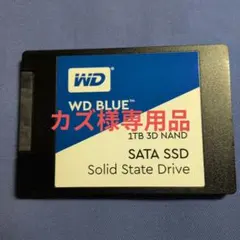 WD
WD BLUE™
カズ様専用品
1TB 3D NAND
SATA SSD
Solid State Drive